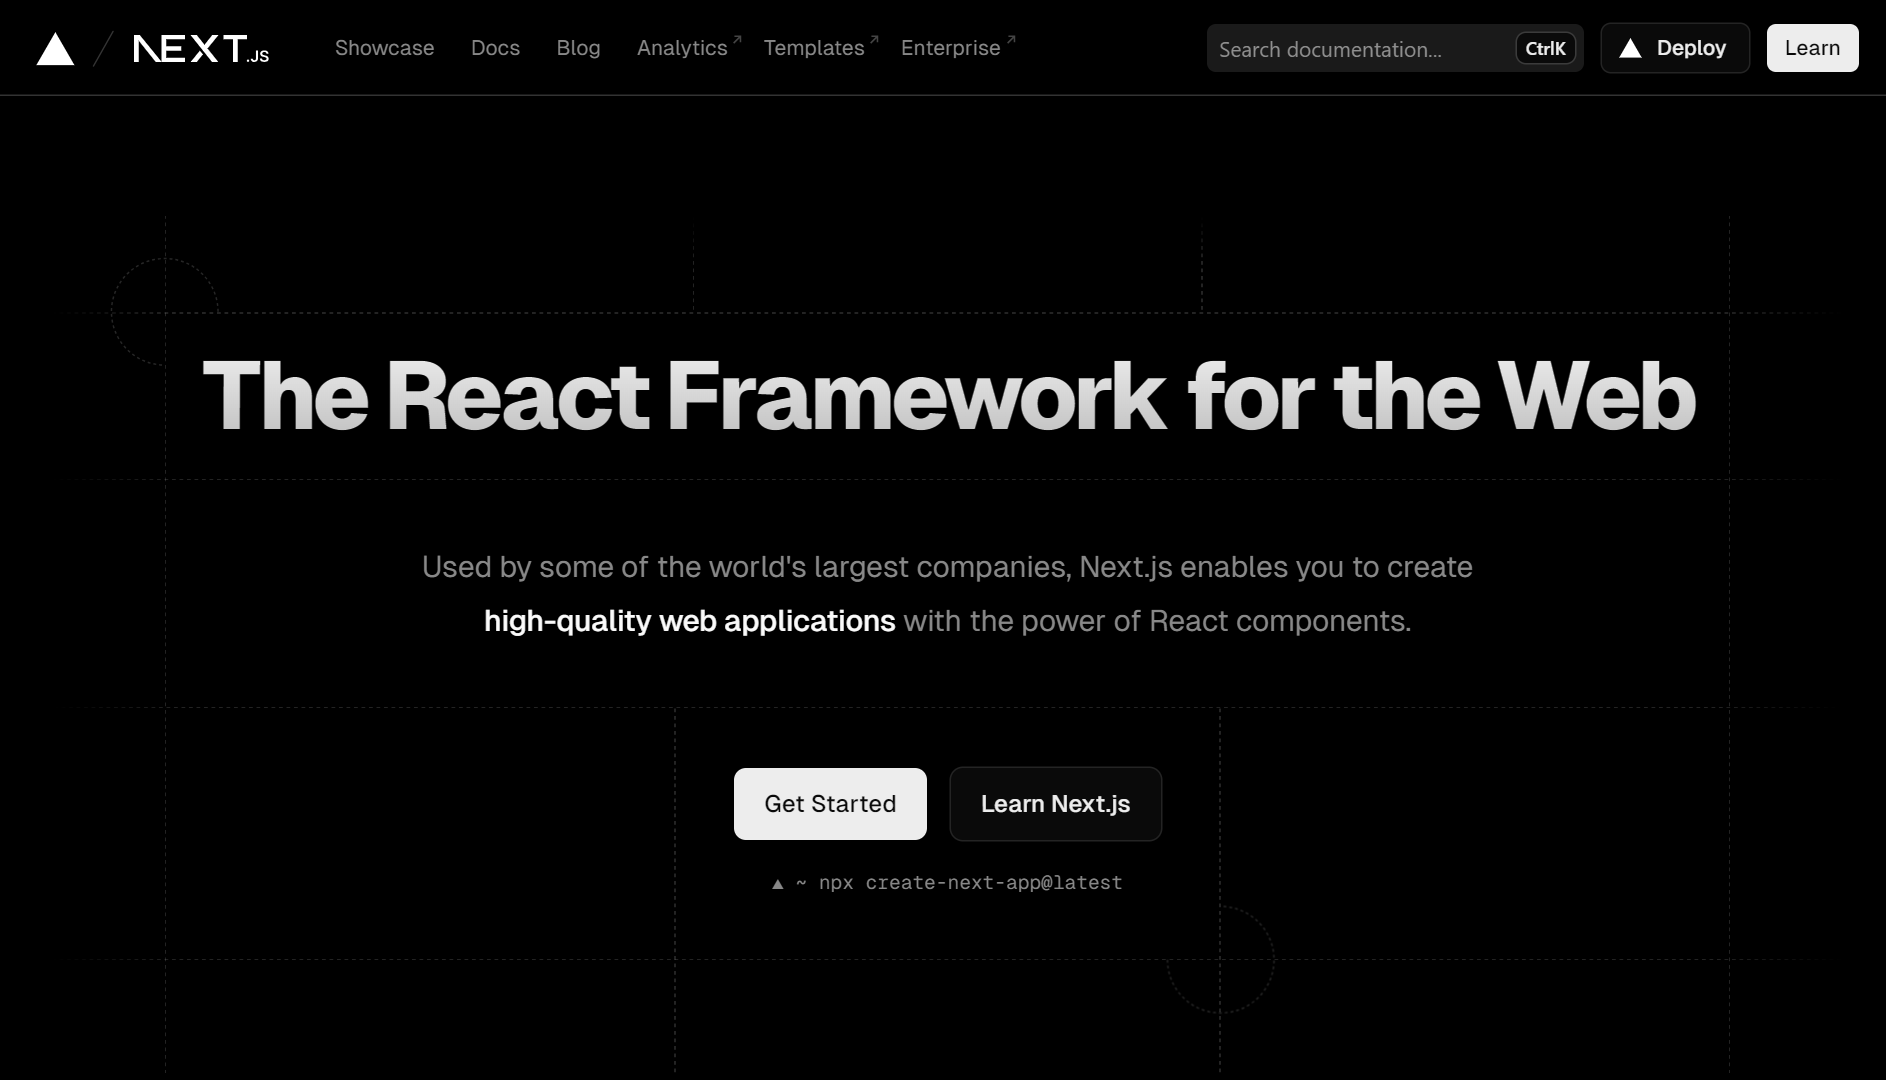 NEXT.JS
Showcase
Docs
Blog
Analytics
Templates
Enterprise
Search documentation...
CtrlK
Deploy
Learn
The React Framework for the Web
Used by some of the world's largest companies, Next.js enables you to create
high-quality web applications with the power of React components.
Get Started
Learn Next.js
▲ ~ npx create-next-app@latest